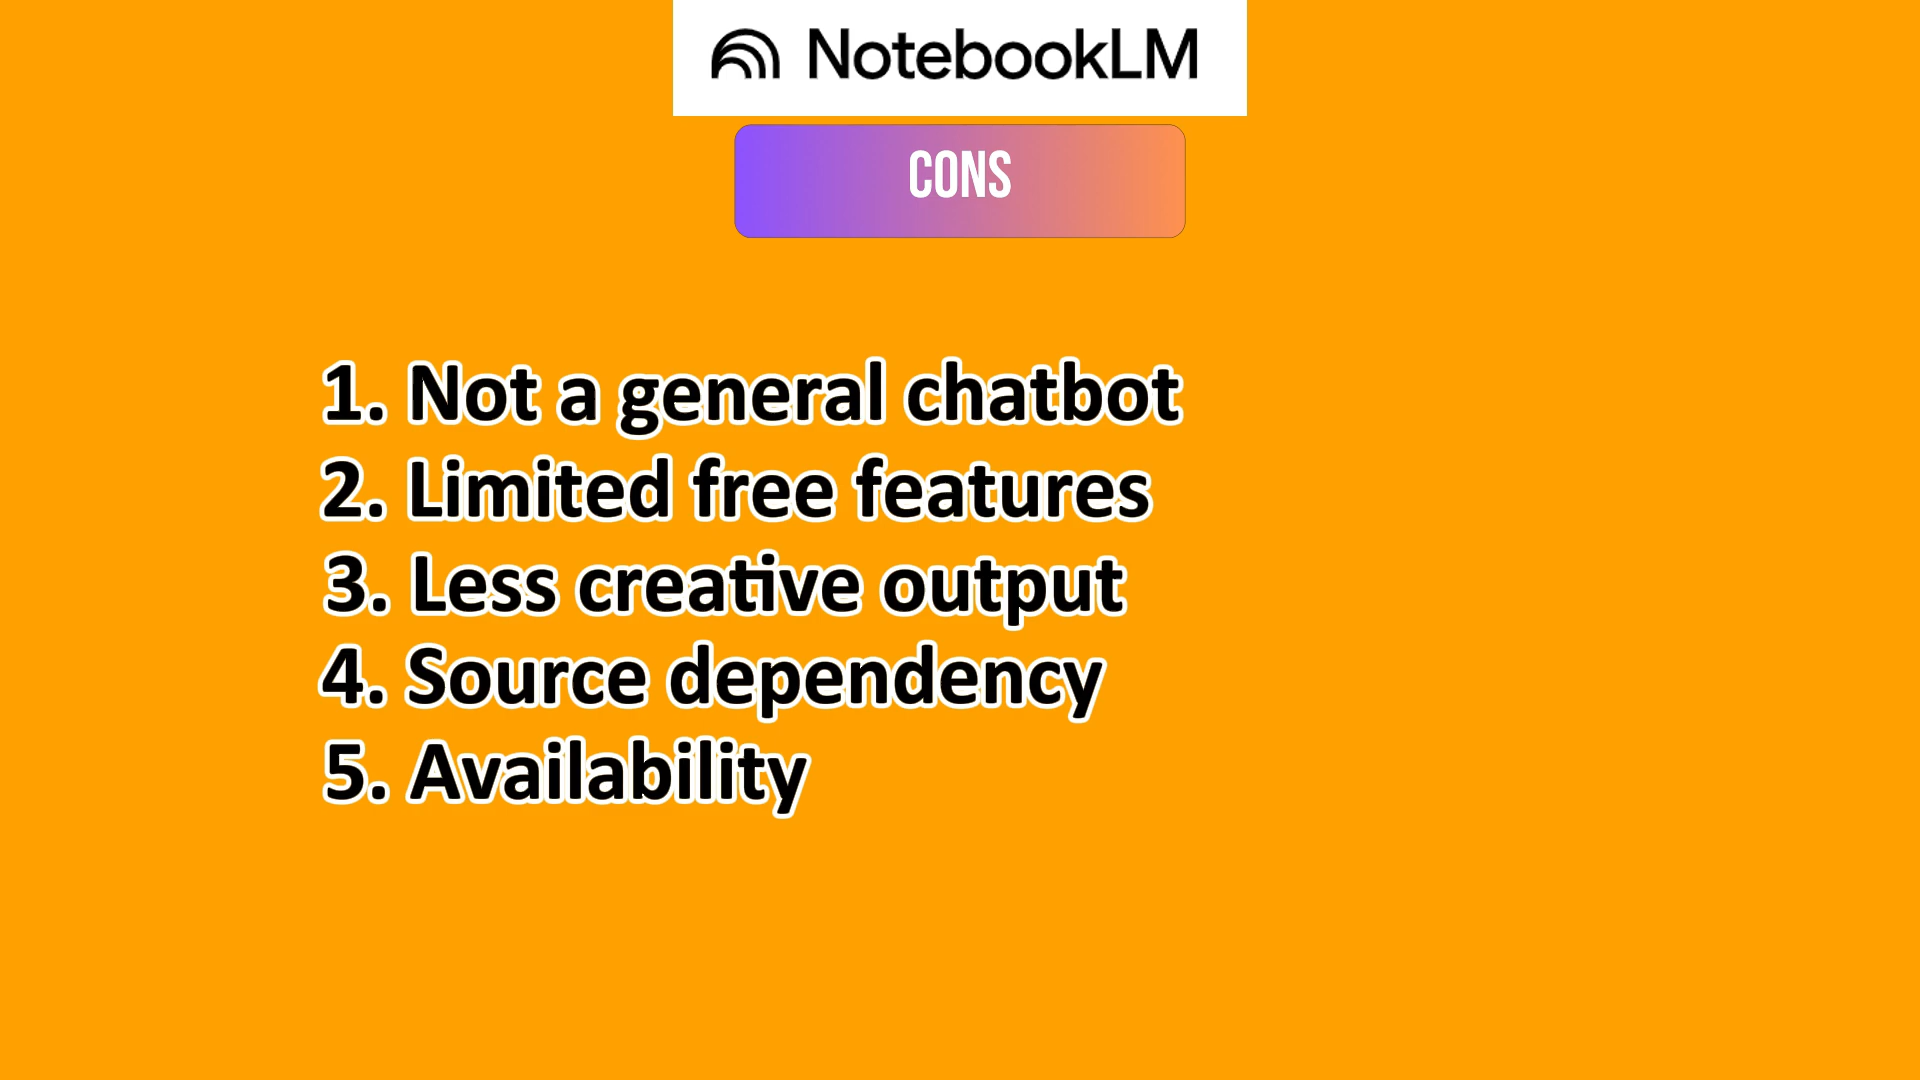 NotebookLM
CONS
1. Not a general chatbot
2. Limited free features
3. Less creative output
4. Source dependency
5. Availability